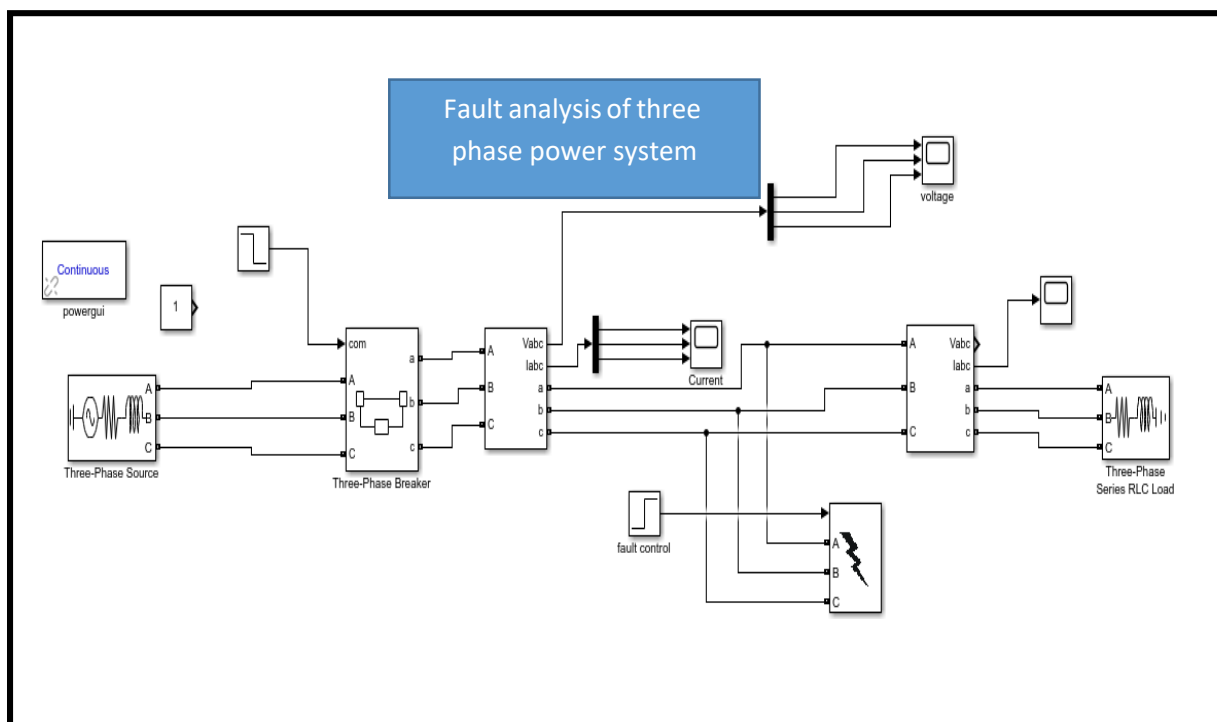 Fault analysis of three
phase power system
voltage
Continuous
powergui
1
com
A
B
C
a
b
c
Three-Phase Source
A
B
C
Three-Phase Breaker
A
B
C
Vabc
Iabc
a
b
c
Current
A
B
C
Vabc
Iabc
a
b
c
A
B
C
Three-Phase
Series RLC Load
fault control
A
B
C